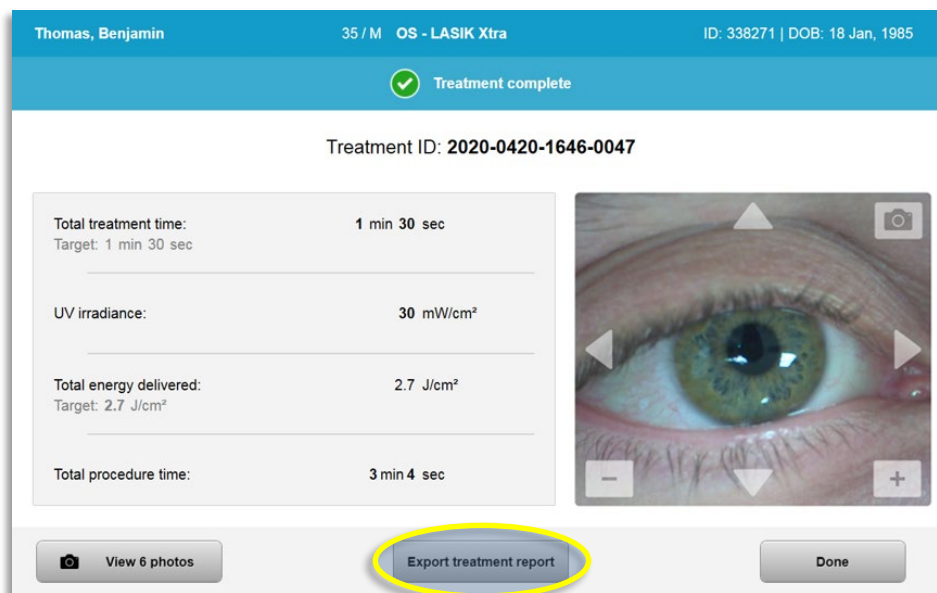 Thomas, Benjamin 35 / M OS - LASIK Xtra ID: 338271 | DOB: 18 Jan, 1985
Treatment complete
Treatment ID: 2020-0420-1646-0047
Total treatment time: 1 min 30 sec
Target: 1 min 30 sec
UV irradiance: 30 mW/cm²
Total energy delivered: 2.7 J/cm²
Target: 2.7 J/cm²
Total procedure time: 3 min 4 sec
View 6 photos Export treatment report Done